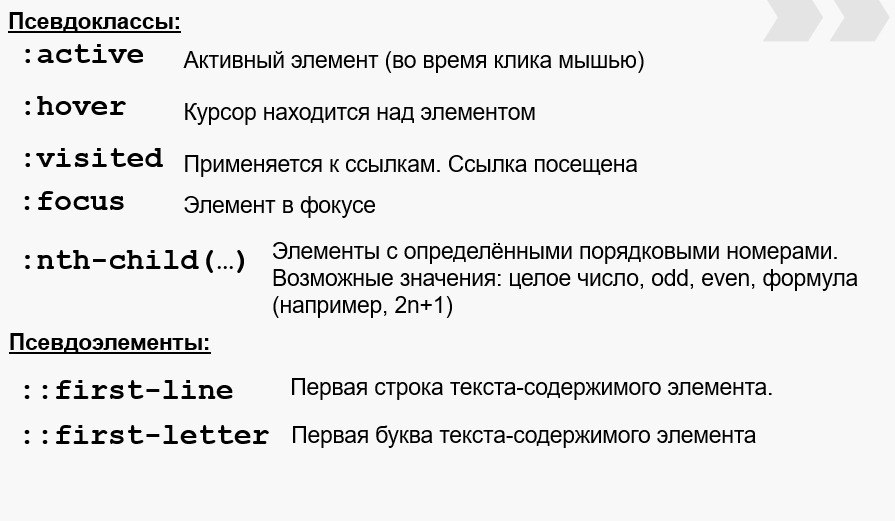 Псевдоклассы:
:active Активный элемент (во время клика мышью)
:hover Курсор находится над элементом
:visited Применяется к ссылкам. Ссылка посещена
:focus Элемент в фокусе
:nth-child(…) Элементы с определёнными порядковыми номерами.
Возможные значения: целое число, odd, even, формула
(например, 2n+1)
Псевдоэлементы:
::first-line Первая строка текста-содержимого элемента.
::first-letter Первая буква текста-содержимого элемента